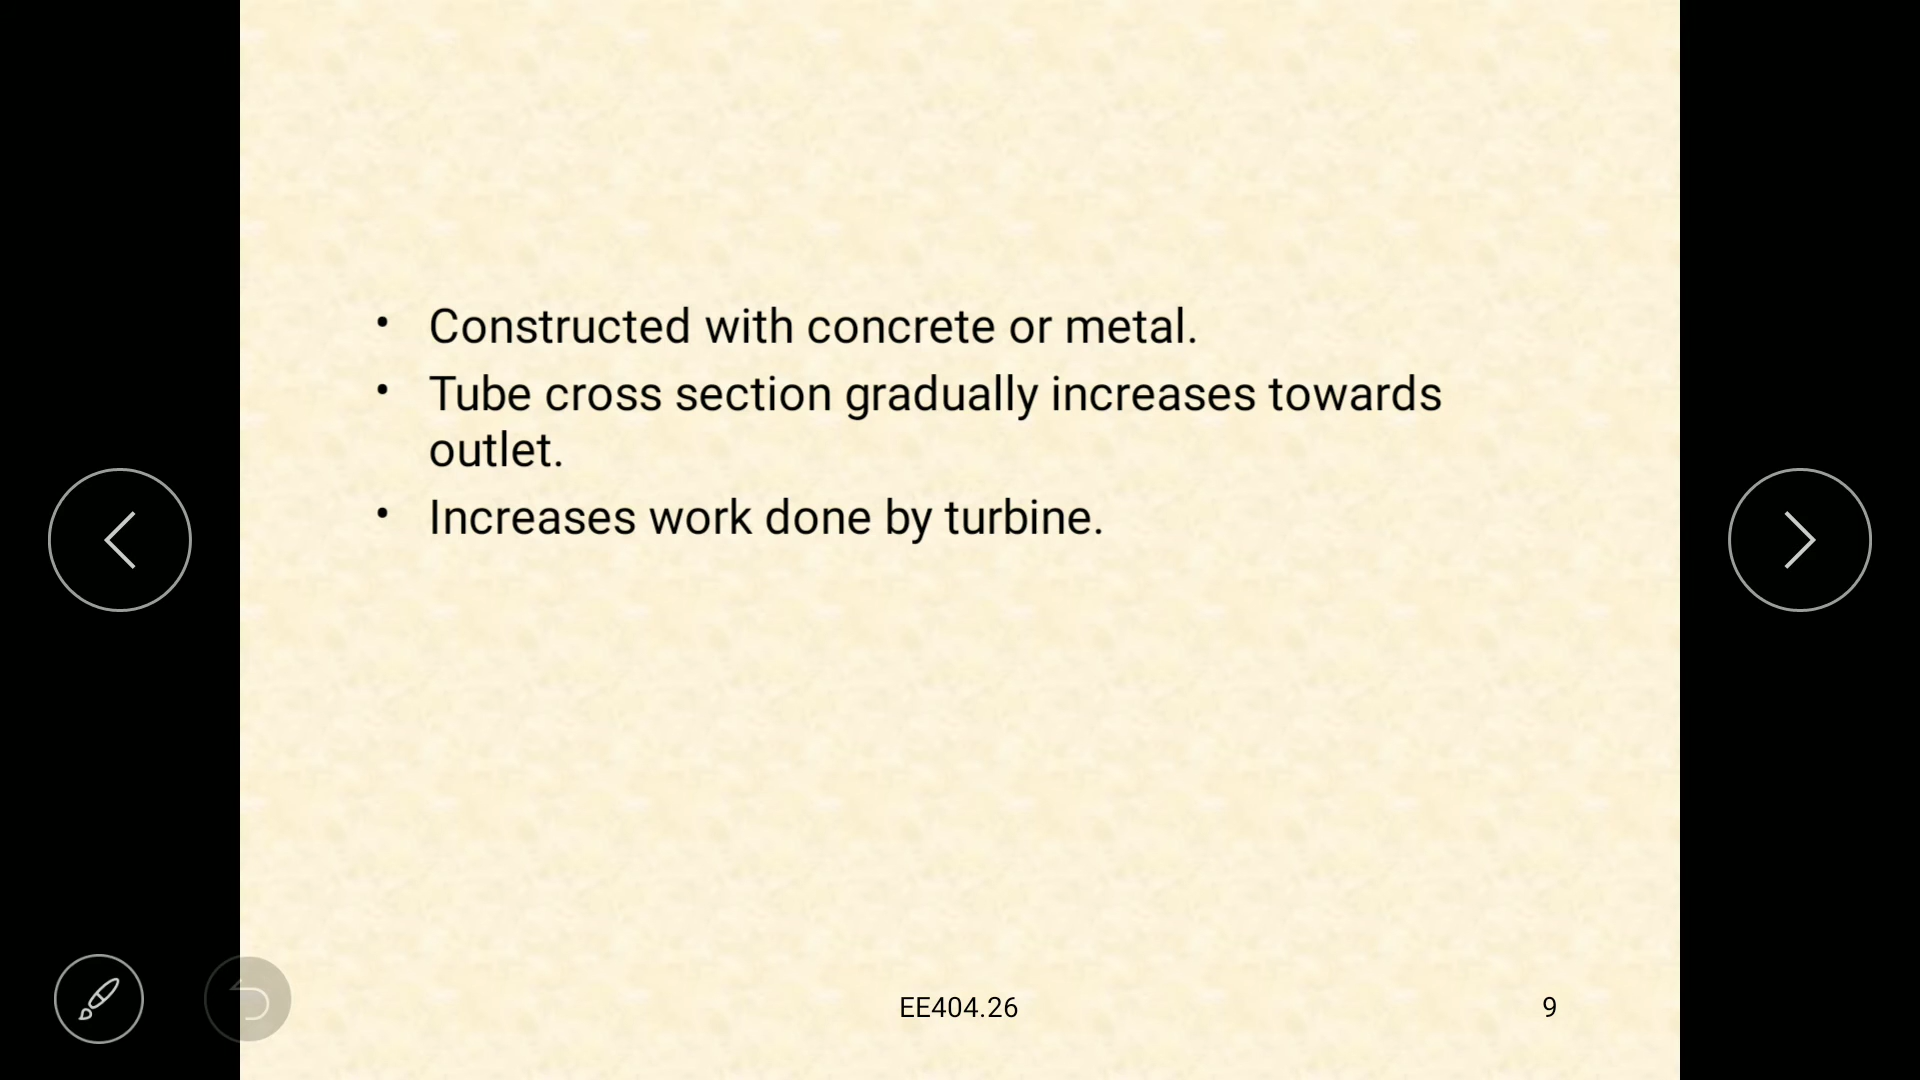 • Constructed with concrete or metal.
• Tube cross section gradually increases towards
outlet.
• Increases work done by turbine.
EE404.26
9